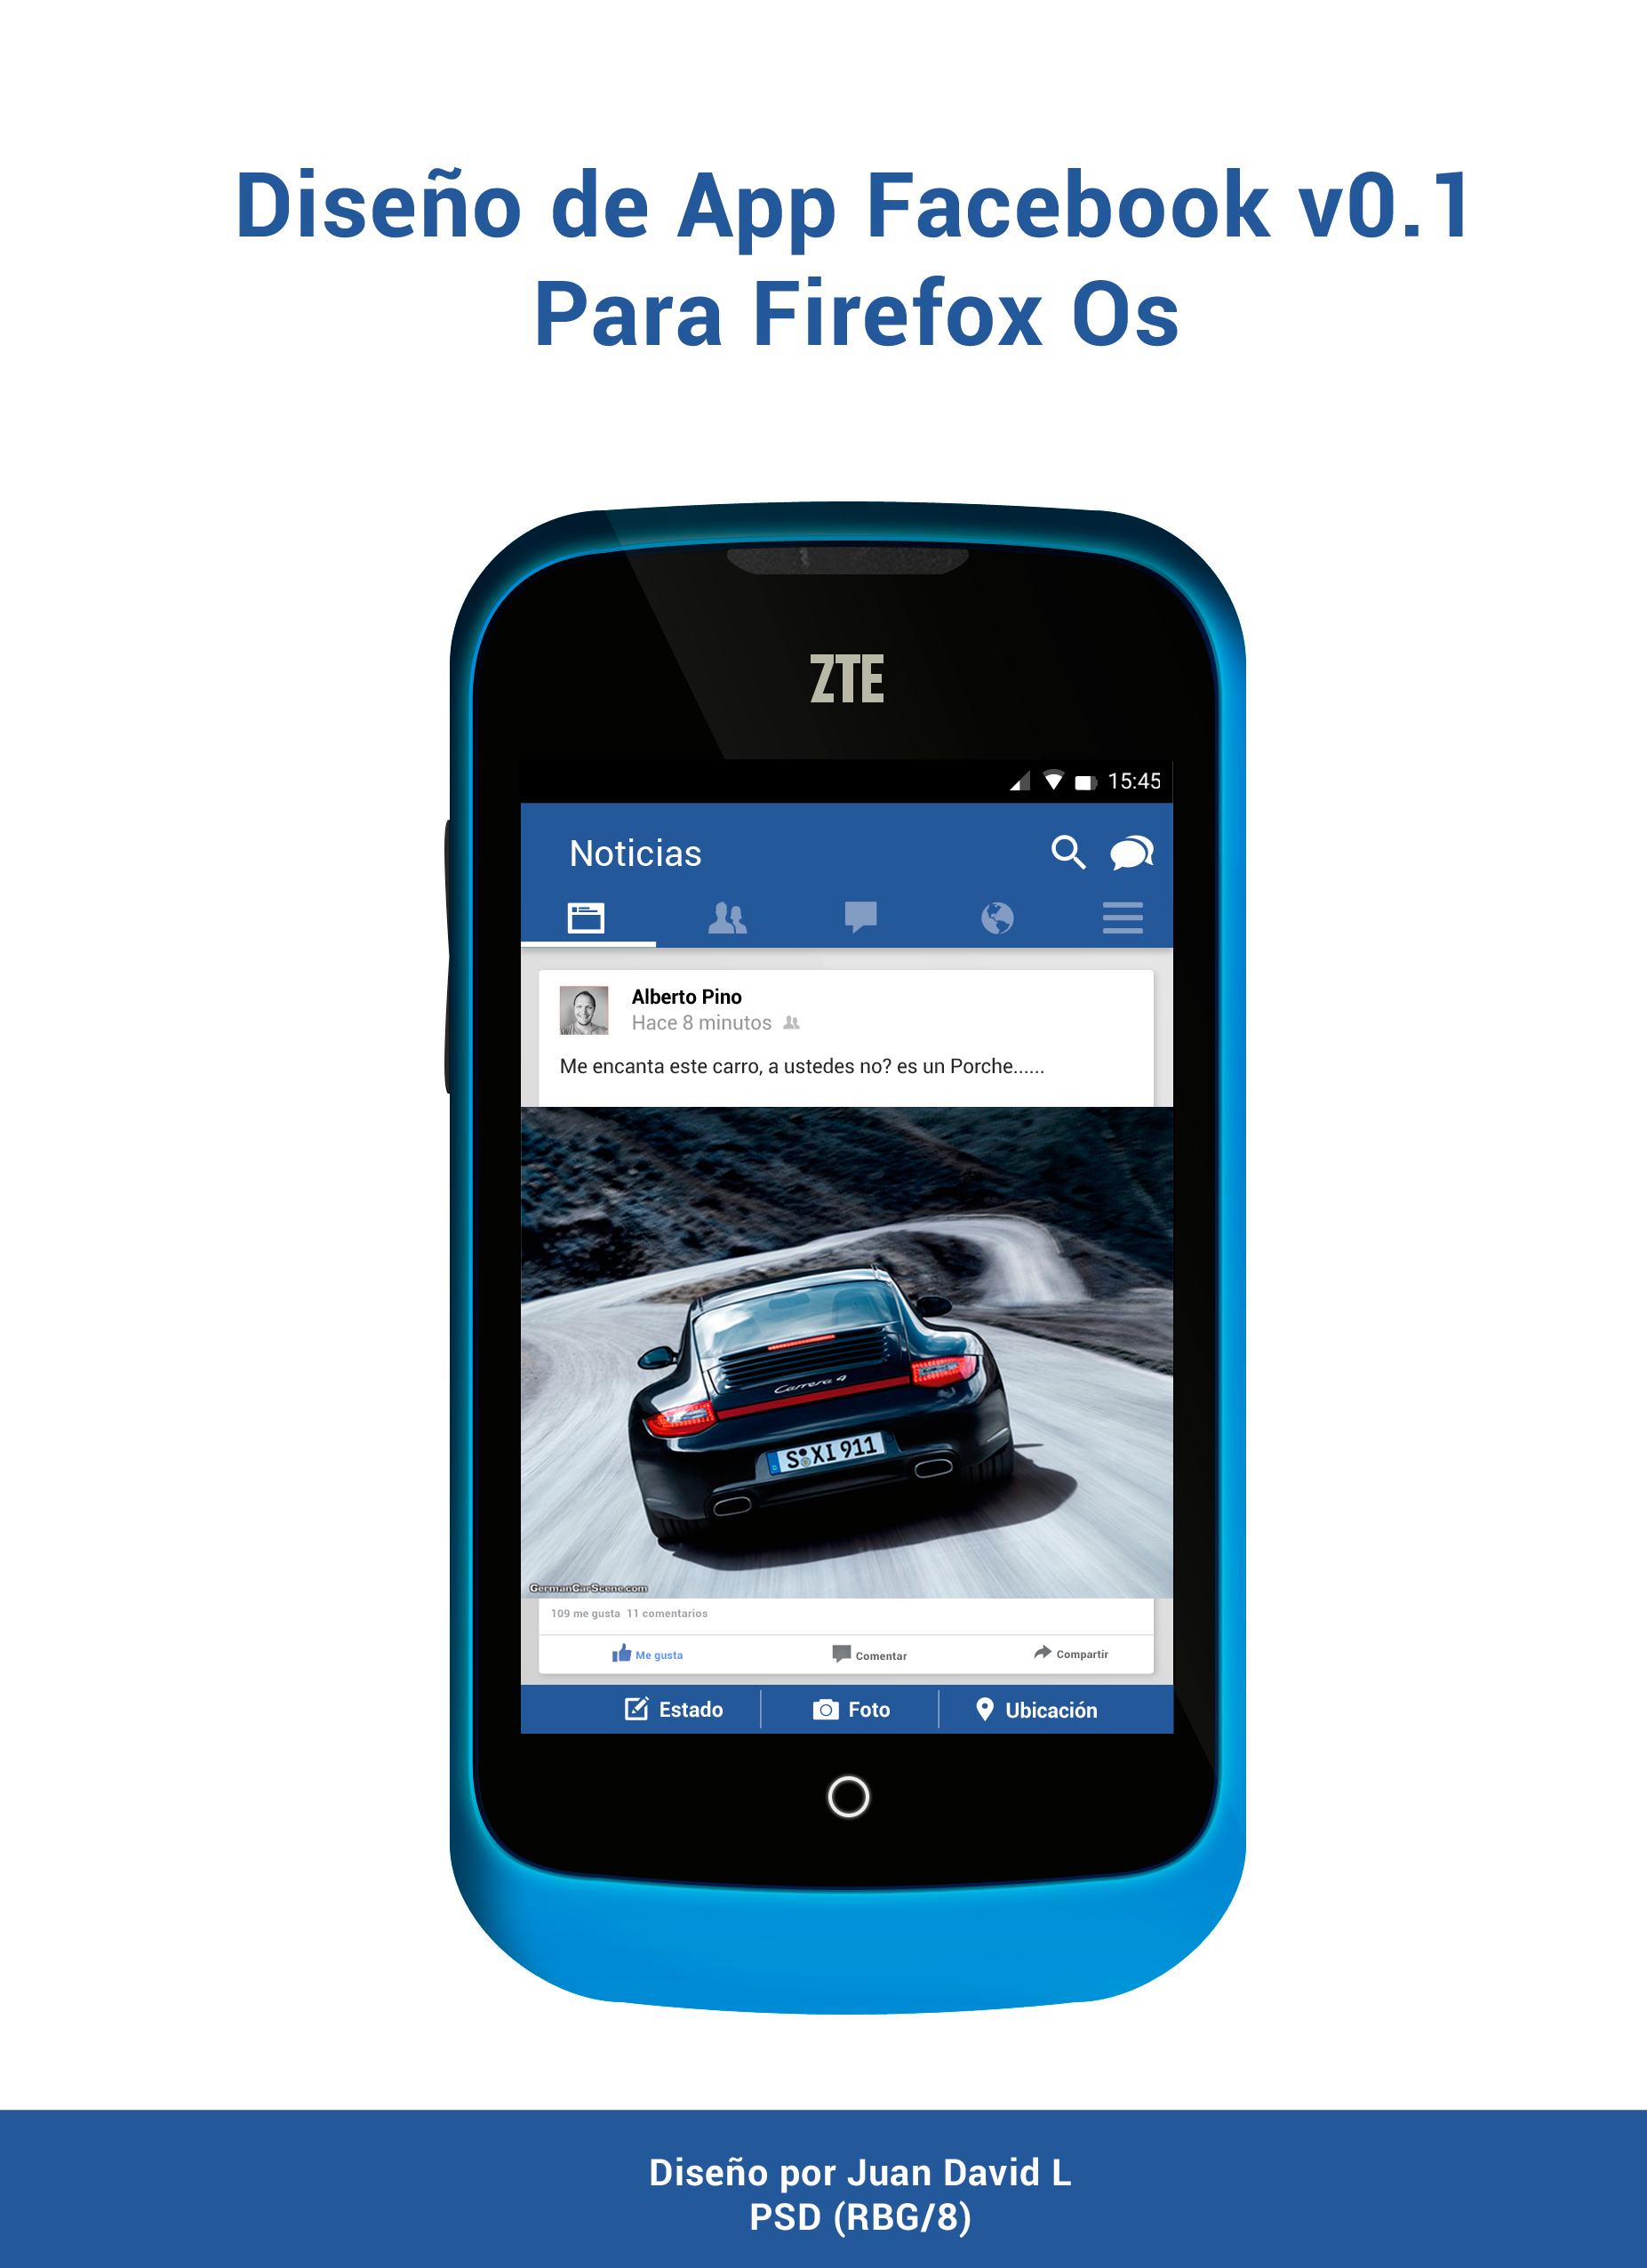 Diseño de App Facebook v0.1
Para Firefox Os
ZTE
15:45
Noticias
Alberto Pino
Hace 8 minutos
Me encanta este carro, a ustedes no? es un Porche......
Carrera 4
S XI 911
GermanCarScene.com
109 me gusta 11 comentarios
Me gusta Comentar Compartir
Estado Foto Ubicación
Diseño por Juan David L
PSD (RBG/8)